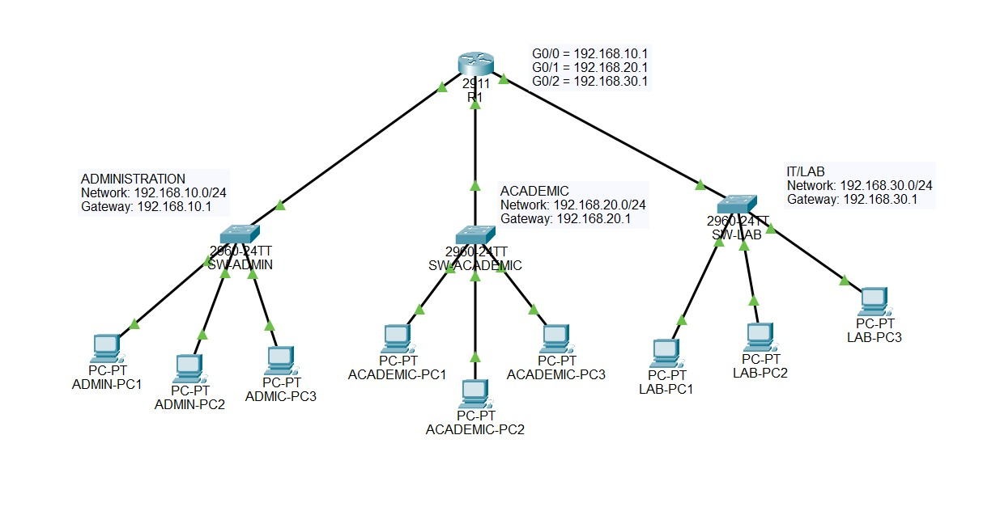 G0/0 = 192.168.10.1
G0/1 = 192.168.20.1
G0/2 = 192.168.30.1
2911
R1
ADMINISTRATION
Network: 192.168.10.0/24
Gateway: 192.168.10.1
ACADEMIC
Network: 192.168.20.0/24
Gateway: 192.168.20.1
IT/LAB
Network: 192.168.30.0/24
Gateway: 192.168.30.1
2960-24TT
SW-ADMIN
2960-24TT
SW-ACADEMIC
2960-24TT
SW-LAB
PC-PT
ADMIN-PC1
PC-PT
ADMIN-PC2
PC-PT
ADMIC-PC3
PC-PT
ACADEMIC-PC1
PC-PT
ACADEMIC-PC2
PC-PT
ACADEMIC-PC3
PC-PT
LAB-PC1
PC-PT
LAB-PC2
PC-PT
LAB-PC3